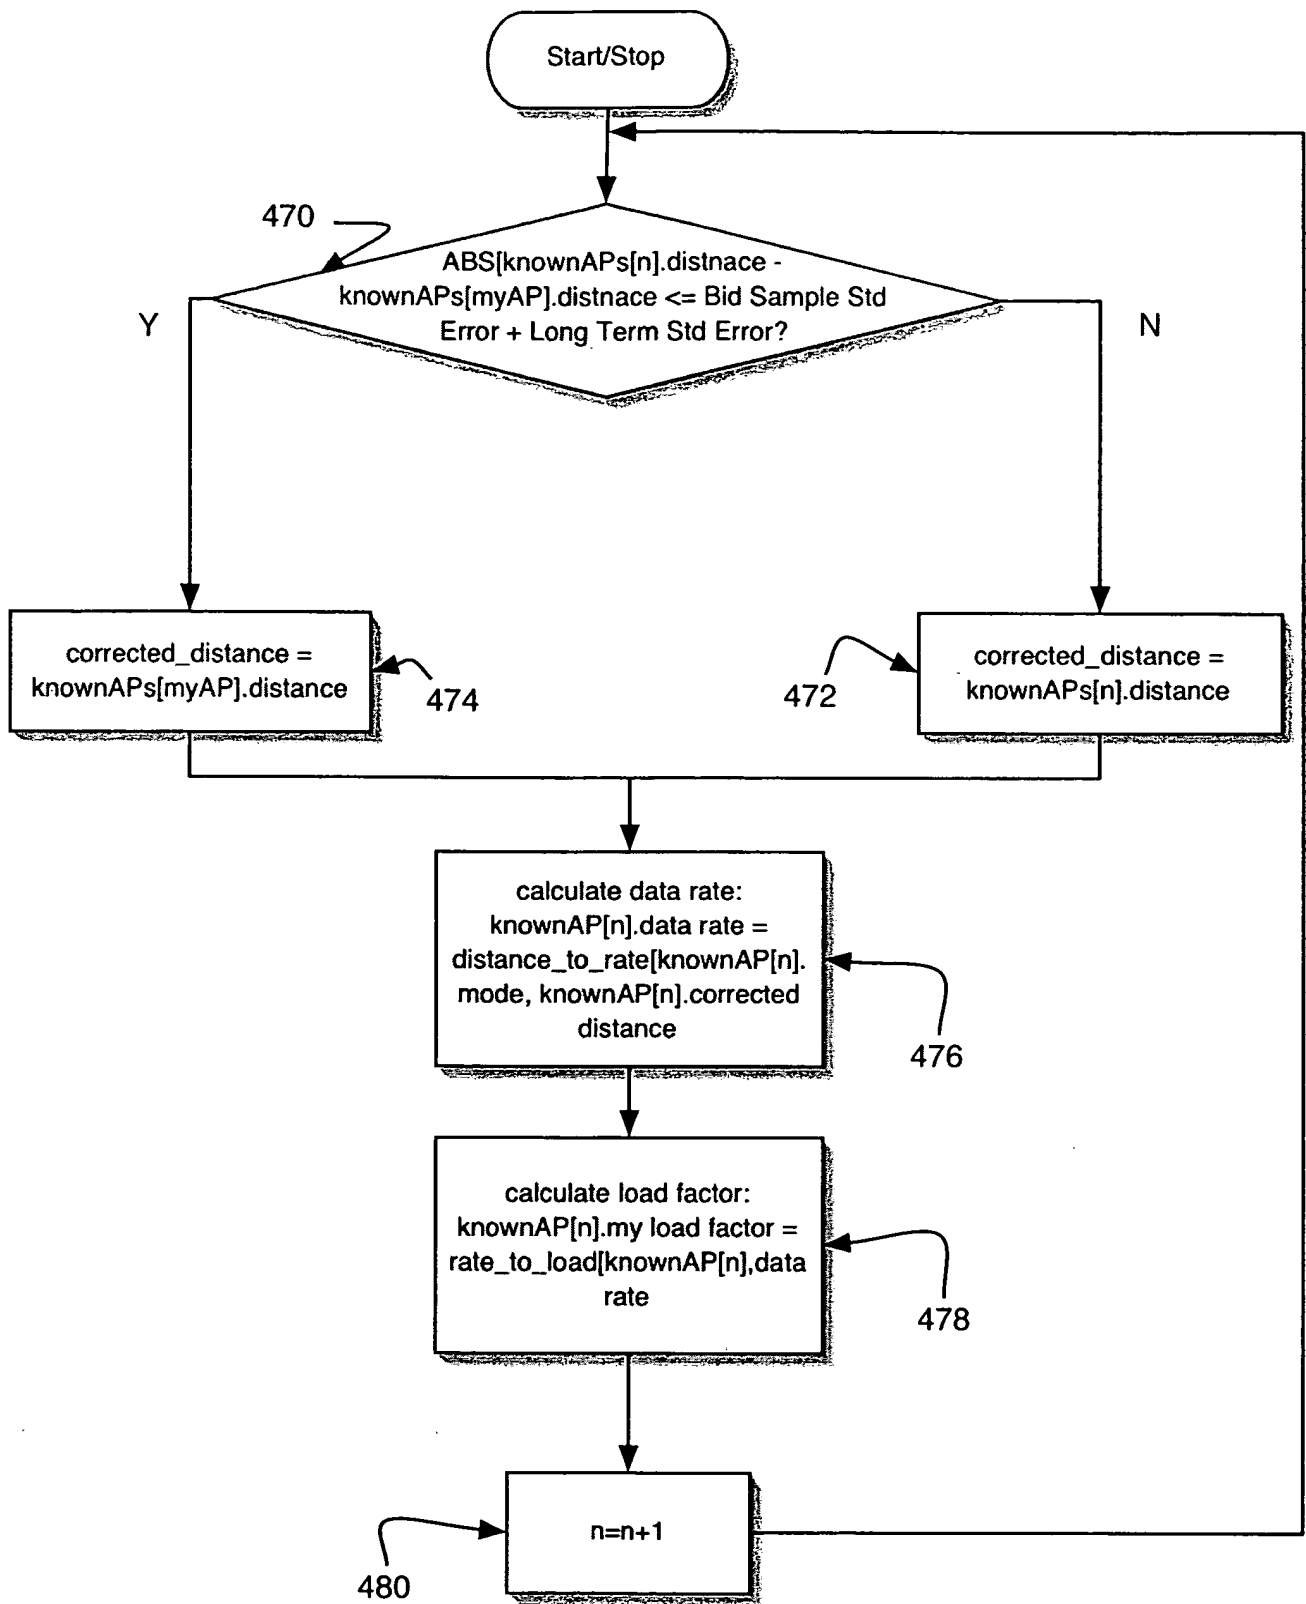 Start/Stop
470
ABS[knownAPs[n].distnace -
knownAPs[myAP].distnace <= Bid Sample Std
Error + Long Term Std Error?
Y
N
corrected_distance =
knownAPs[myAP].distance
474
472
corrected_distance =
knownAPs[n].distance
calculate data rate:
knownAP[n].data rate =
distance_to_rate[knownAP[n].
mode, knownAP[n].corrected
distance
476
calculate load factor:
knownAP[n].my load factor =
rate_to_load[knownAP[n],data
rate
478
n=n+1
480